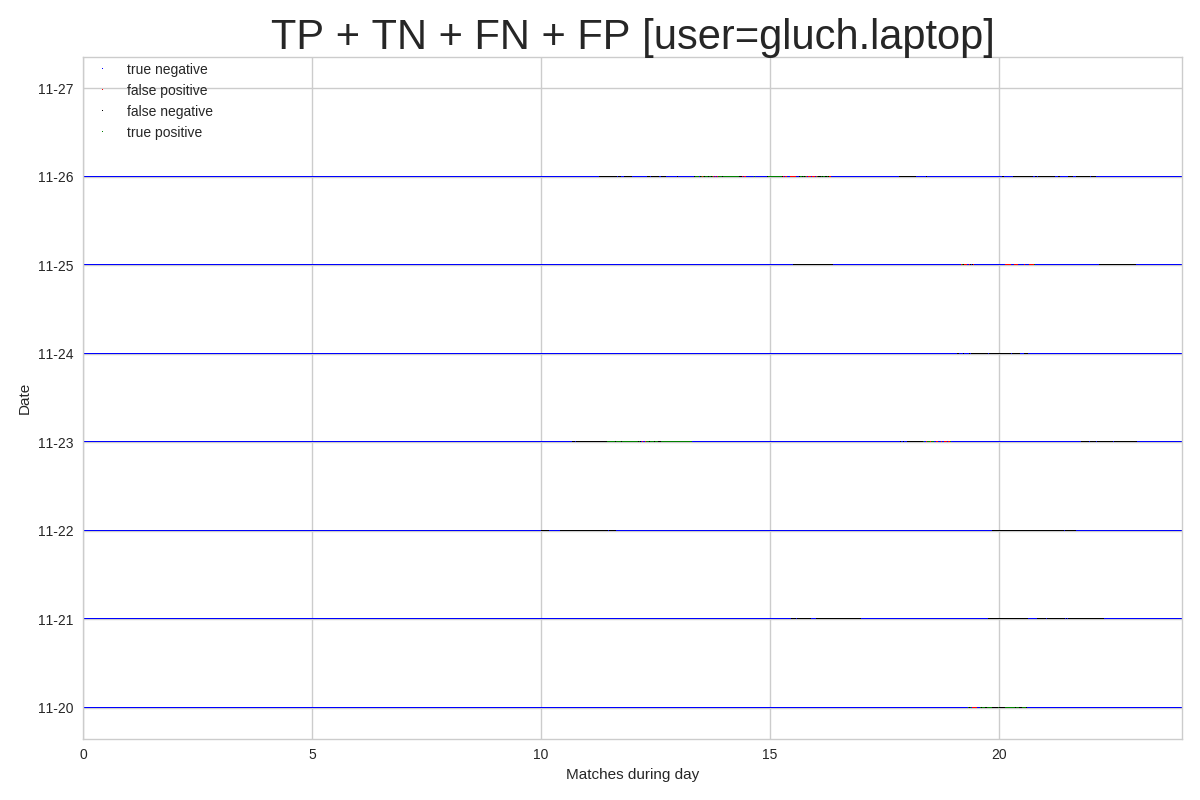 TP + TN + FN + FP [user=gluch.laptop]
true negative
false positive
false negative
true positive
11-27
11-26
11-25
11-24
11-23
11-22
11-21
11-20
Date
0 5 10 15 20
Matches during day